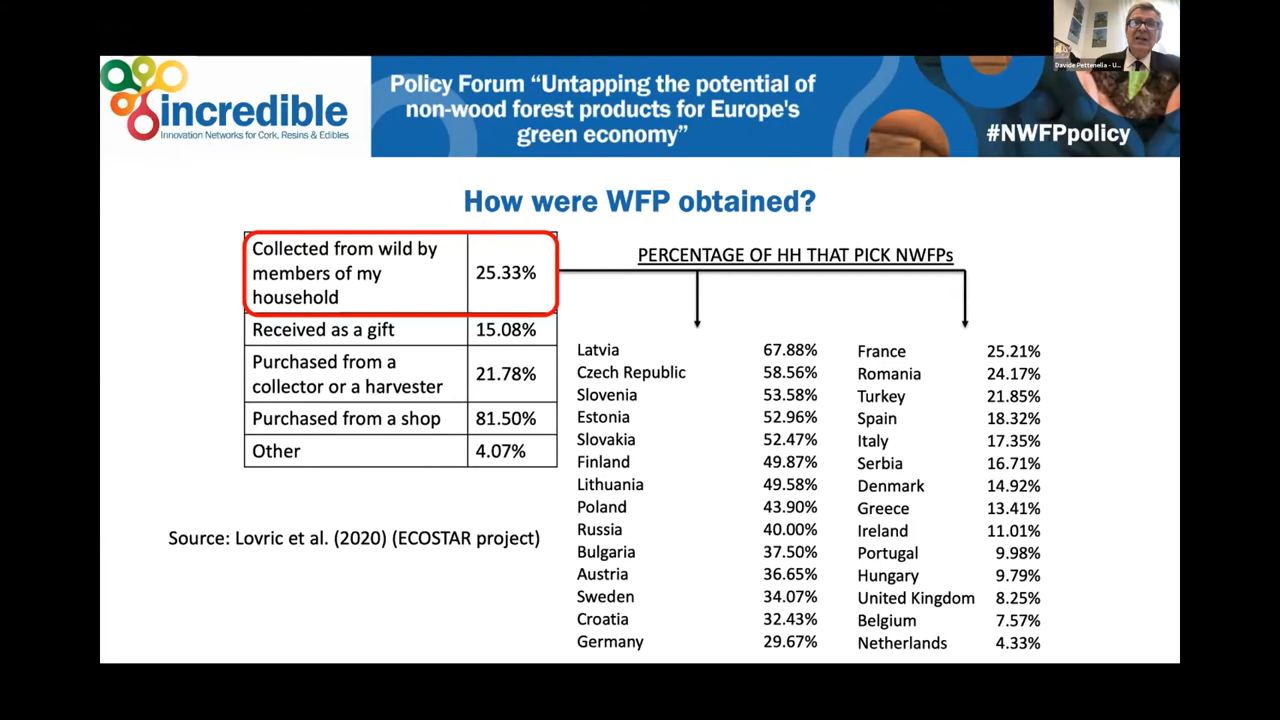 Davide Pettenella - U...
incredible
Innovation Networks for Cork, Resins & Edibles
Policy Forum “Untapping the potential of
non-wood forest products for Europe's
green economy”
#NWFPpolicy
How were WFP obtained?
Collected from wild by
members of my
household
25.33%
Received as a gift 15.08%
Purchased from a
collector or a harvester
21.78%
Purchased from a shop 81.50%
Other 4.07%
Source: Lovric et al. (2020) (ECOSTAR project)
PERCENTAGE OF HH THAT PICK NWFPs
Latvia 67.88%
Czech Republic 58.56%
Slovenia 53.58%
Estonia 52.96%
Slovakia 52.47%
Finland 49.87%
Lithuania 49.58%
Poland 43.90%
Russia 40.00%
Bulgaria 37.50%
Austria 36.65%
Sweden 34.07%
Croatia 32.43%
Germany 29.67%
France 25.21%
Romania 24.17%
Turkey 21.85%
Spain 18.32%
Italy 17.35%
Serbia 16.71%
Denmark 14.92%
Greece 13.41%
Ireland 11.01%
Portugal 9.98%
Hungary 9.79%
United Kingdom 8.25%
Belgium 7.57%
Netherlands 4.33%